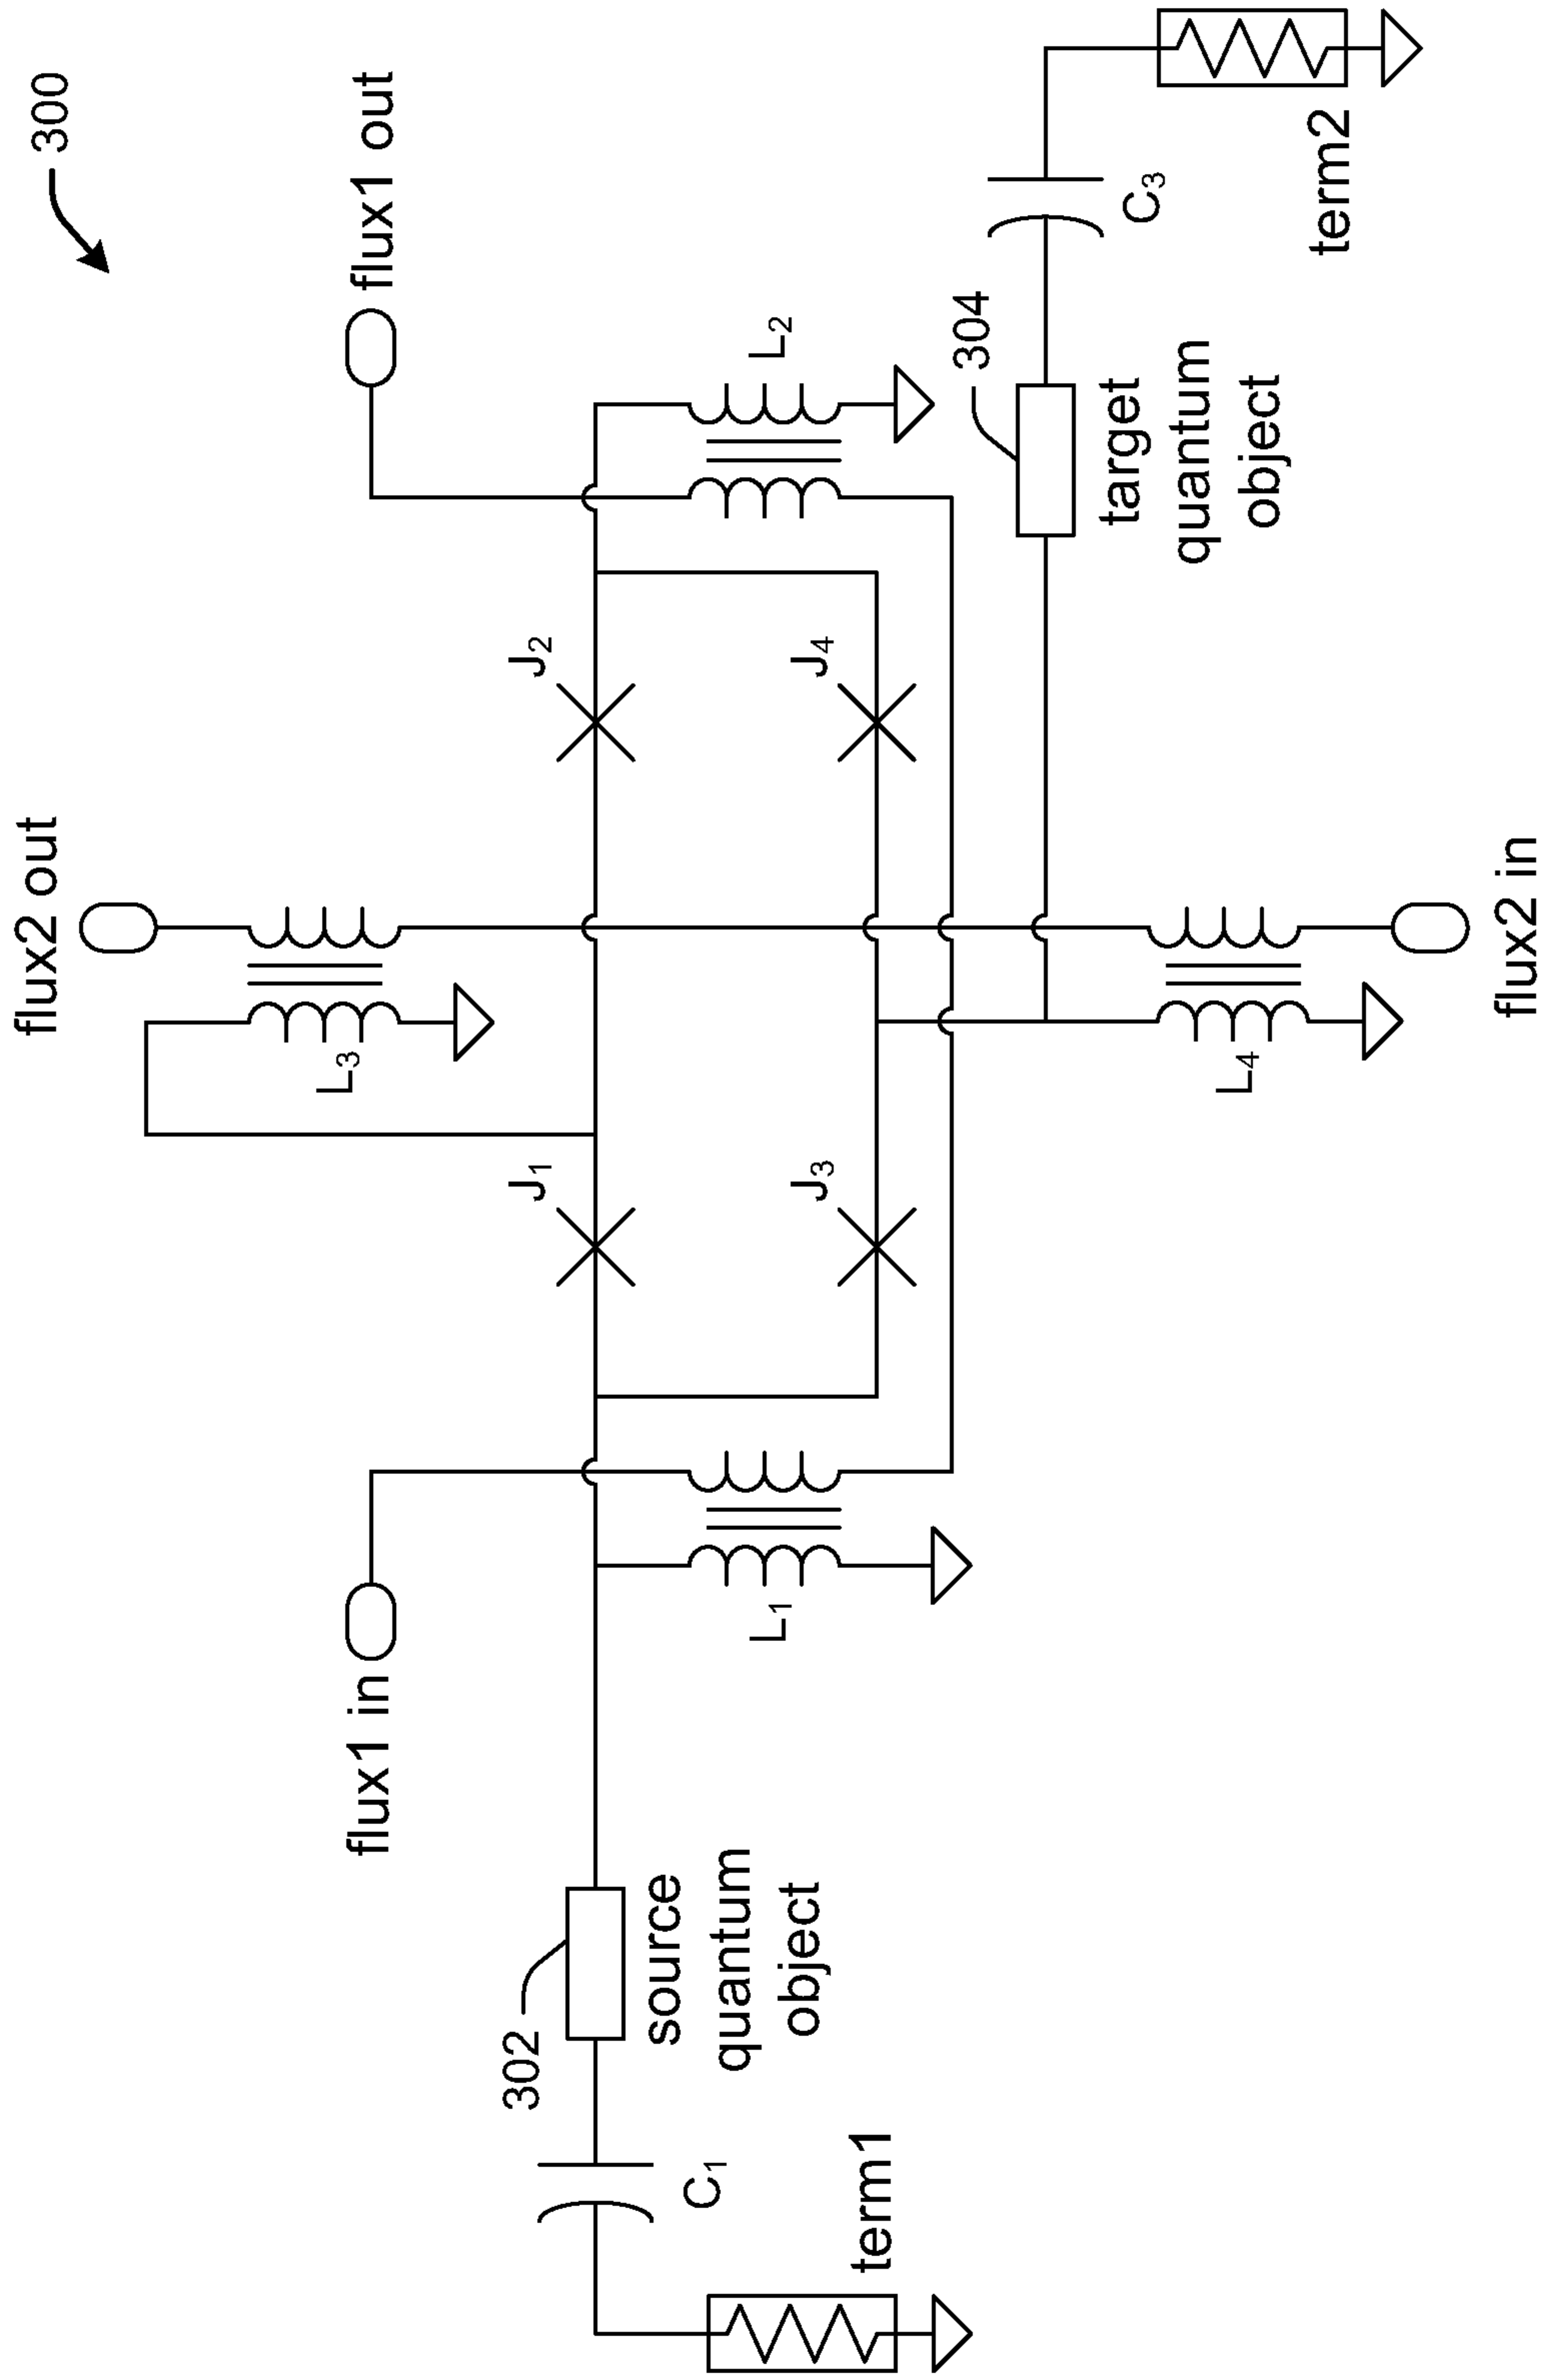 300
flux2 out
flux1 in
flux1 out
L₃
J₁
J₂
302
source
quantum
object
C₁
term1
L₁
L₂
J₃
J₄
304
target
quantum
object
C₃
term2
L₄
flux2 in